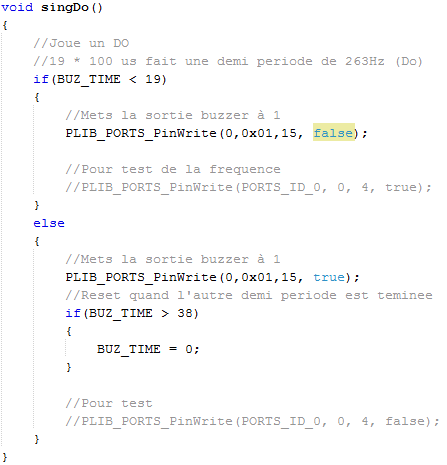 void singDo()
{
//Joue un DO
//19 * 100 us fait une demi periode de 263Hz (Do)
if(BUZ_TIME < 19)
{
//Mets la sortie buzzer à 1
PLIB_PORTS_PinWrite(0,0x01,15, false);
//Pour test de la frequence
//PLIB_PORTS_PinWrite(PORTS_ID_0, 0, 4, true);
}
else
{
//Mets la sortie buzzer à 1
PLIB_PORTS_PinWrite(0,0x01,15, true);
//Reset quand l'autre demi periode est teminee
if(BUZ_TIME > 38)
{
BUZ_TIME = 0;
}
//Pour test
//PLIB_PORTS_PinWrite(PORTS_ID_0, 0, 4, false);
}
}